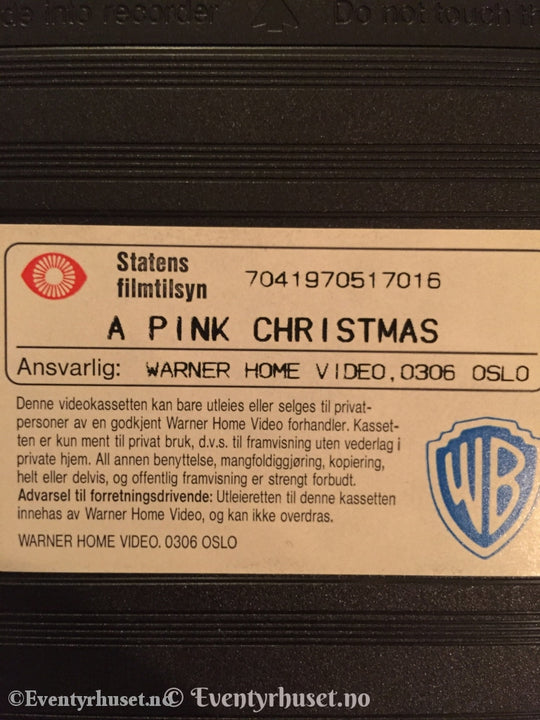 de into recorder Do not touch th
Statens
filmtilsyn 7041970517016
A PINK CHRISTMAS
Ansvarlig: WARNER HOME VIDEO,0306 OSLO
Denne videokassetten kan bare utleies eller selges til privat-
personer av en godkjent Warner Home Video forhandler. Kasset-
ten er kun ment til privat bruk, d.v.s. til framvisning uten vederlag i
private hjem. All annen benyttelse, mangfoldiggjøring, kopiering,
helt eller delvis, og offentlig framvisning er strengt forbudt.
Advarsel til forretningsdrivende: Utleieretten til denne kassetten
innehas av Warner Home Video, og kan ikke overdras.
WARNER HOME VIDEO. 0306 OSLO
WB
©Eventyrhuset.n© Eventyrhuset.no